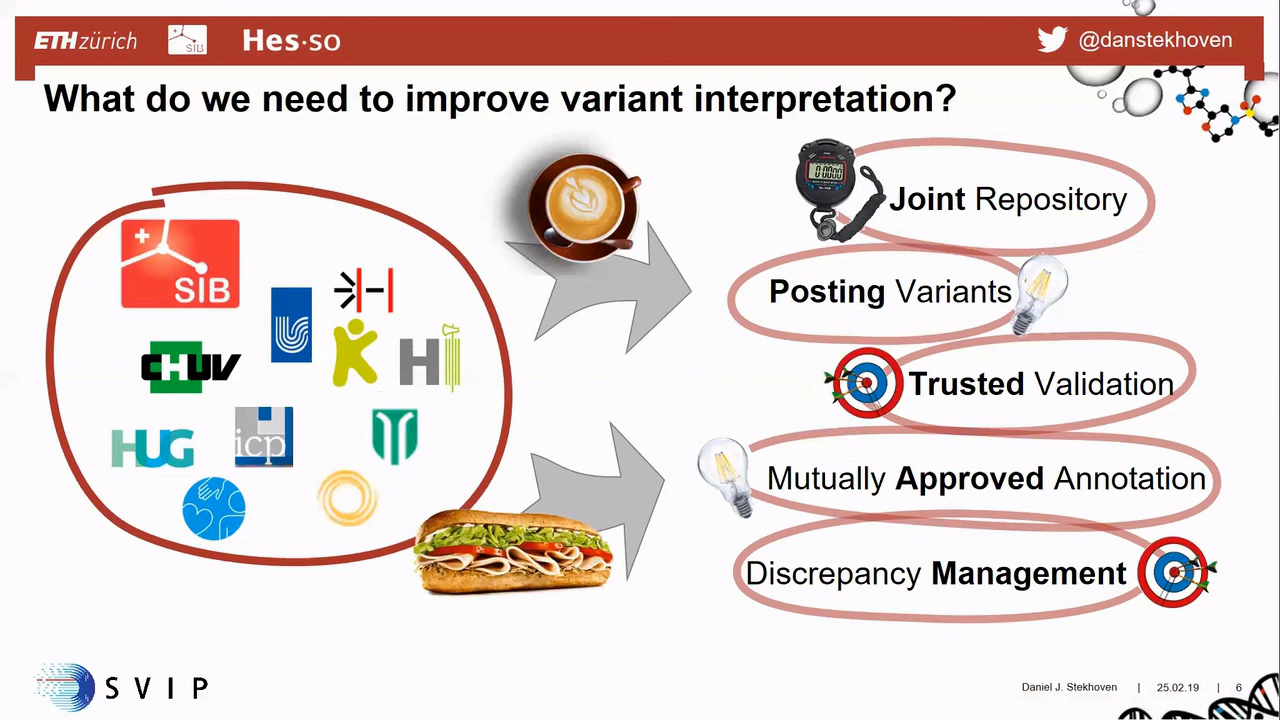 ETH zürich
SIB
Hes·so
@danstekhoven
What do we need to improve variant interpretation?
Joint Repository
SIB
Posting Variants
CHUV
Trusted Validation
HUG
icp
Mutually Approved Annotation
Discrepancy Management
SVIP
Daniel J. Stekhoven | 25.02.19 | 6